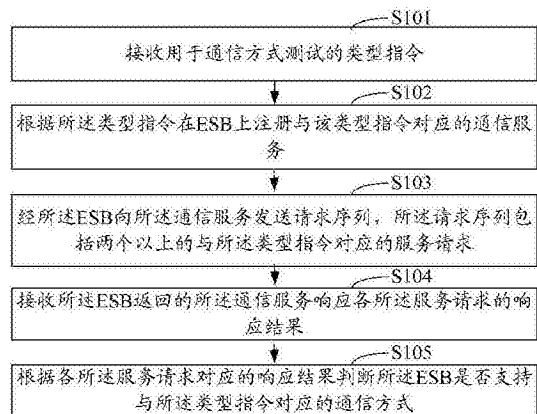 S101
接收用于通信方式测试的类型指令
S102
根据所述类型指令在ESB上注册与该类型指令对应的通信服
务
S103
经所述ESB向所述通信服务发送请求序列，所述请求序列包
括两个以上的与所述类型指令对应的服务请求
S104
接收所述ESB返回的所述通信服务响应各所述服务请求的响
应结果
S105
根据各所述服务请求对应的响应结果判断所述ESB是否支持
与所述类型指令对应的通信方式